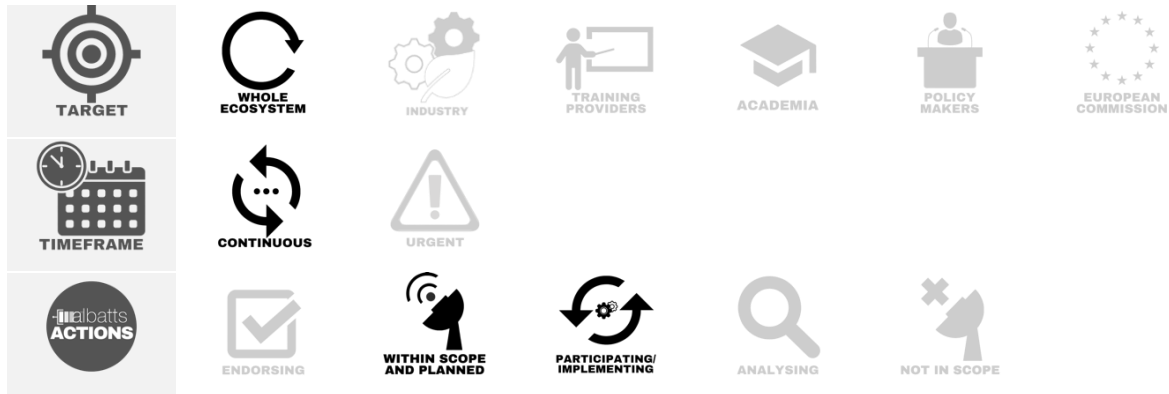 TARGET
WHOLE
ECOSYSTEM
INDUSTRY
TRAINING
PROVIDERS
ACADEMIA
POLICY
MAKERS
EUROPEAN
COMMISSION
TIMEFRAME
CONTINUOUS
URGENT
albatts
ACTIONS
ENDORSING
WITHIN SCOPE
AND PLANNED
PARTICIPATING/
IMPLEMENTING
ANALYSING
NOT IN SCOPE